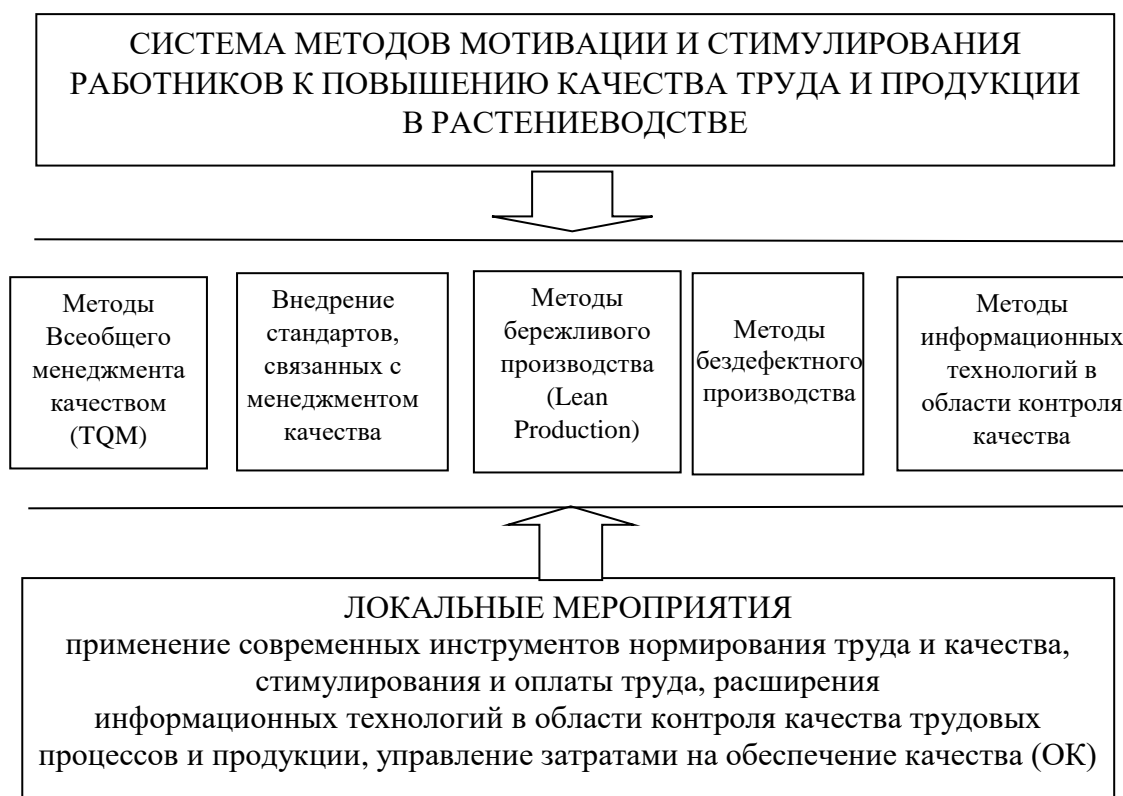 СИСТЕМА МЕТОДОВ МОТИВАЦИИ И СТИМУЛИРОВАНИЯ
РАБОТНИКОВ К ПОВЫШЕНИЮ КАЧЕСТВА ТРУДА И ПРОДУКЦИИ
В РАСТЕНИЕВОДСТВЕ
Методы
Всеобщего
менеджмента
качеством
(TQM)
Внедрение
стандартов,
связанных с
менеджментом
качества
Методы
бережливого
производства
(Lean
Production)
Методы
бездефектного
производства
Методы
информационных
технологий в
области контроля
качества
ЛОКАЛЬНЫЕ МЕРОПРИЯТИЯ
применение современных инструментов нормирования труда и качества,
стимулирования и оплаты труда, расширения
информационных технологий в области контроля качества трудовых
процессов и продукции, управление затратами на обеспечение качества (ОК)